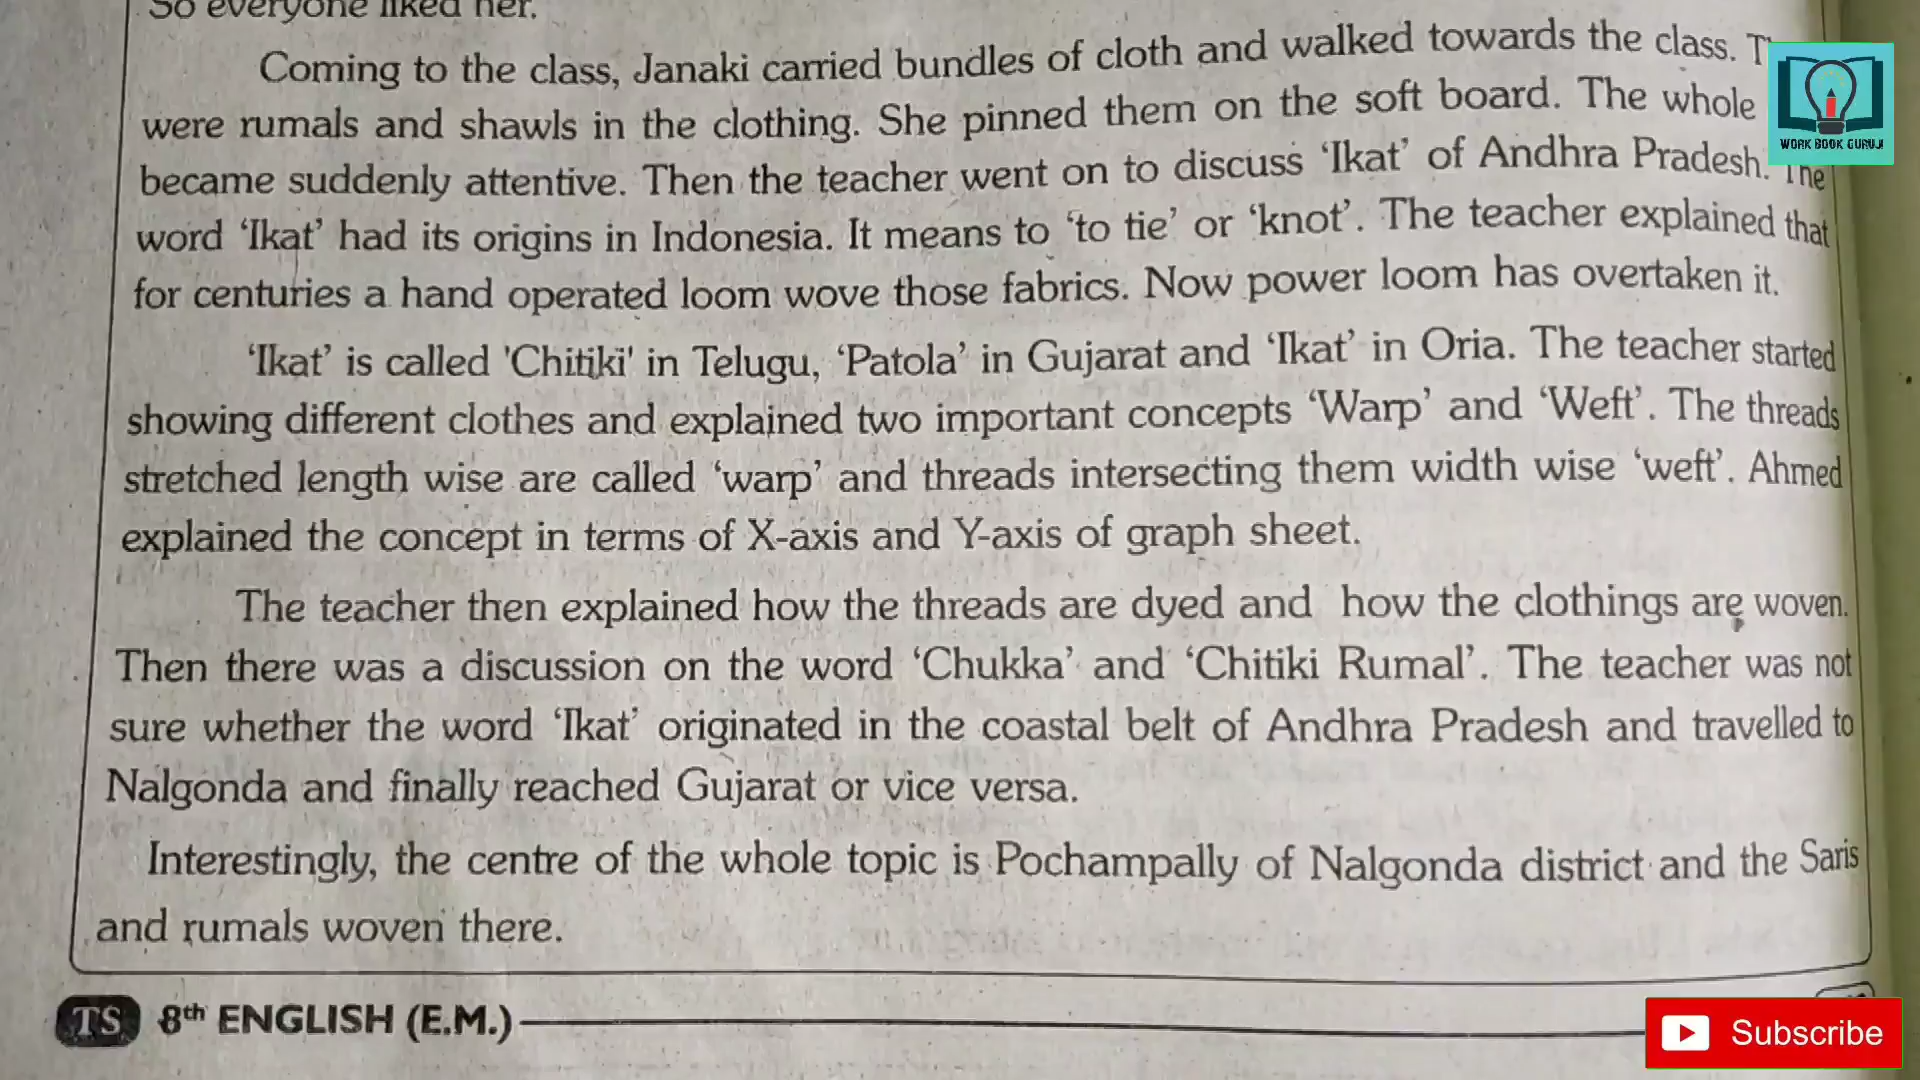 So everyone liked her.
Coming to the class, Janaki carried bundles of cloth and walked towards the class.
were rumals and shawls in the clothing. She pinned them on the soft board. The whole
became suddenly attentive. Then the teacher went on to discuss ‘Ikat’ of Andhra Pradesh. The
word ‘Ikat’ had its origins in Indonesia. It means to ‘to tie’ or ‘knot’. The teacher explained that
for centuries a hand operated loom wove those fabrics. Now power loom has overtaken it.
‘Ikat’ is called 'Chitiki' in Telugu, ‘Patola’ in Gujarat and ‘Ikat’ in Oria. The teacher started
showing different clothes and explained two important concepts ‘Warp’ and ‘Weft’. The threads
stretched length wise are called ‘warp’ and threads intersecting them width wise ‘weft’. Ahmed
explained the concept in terms of X-axis and Y-axis of graph sheet.
The teacher then explained how the threads are dyed and how the clothings are woven.
Then there was a discussion on the word ‘Chukka’ and ‘Chitiki Rumal’. The teacher was not
sure whether the word ‘Ikat’ originated in the coastal belt of Andhra Pradesh and travelled to
Nalgonda and finally reached Gujarat or vice versa.
Interestingly, the centre of the whole topic is Pochampally of Nalgonda district and the Saris
and rumals woven there.
TS 8th ENGLISH (E.M.)
WORK BOOK GURUJI
Subscribe